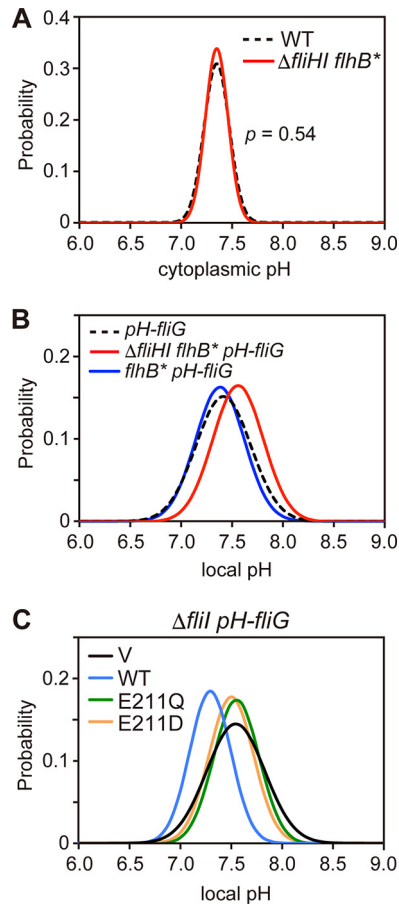 A
0.4
0.3
0.2
0.1
0
Probability
WT
ΔfliHI flhB*
p = 0.54
6.0 6.5 7.0 7.5 8.0 8.5 9.0
cytoplasmic pH
B
0.2
0.1
0
Probability
pH-fliG
ΔfliHI flhB* pH-fliG
flhB* pH-fliG
6.0 6.5 7.0 7.5 8.0 8.5 9.0
local pH
C
ΔfliI pH-fliG
0.2
0.1
0
Probability
V
WT
E211Q
E211D
6.0 6.5 7.0 7.5 8.0 8.5 9.0
local pH